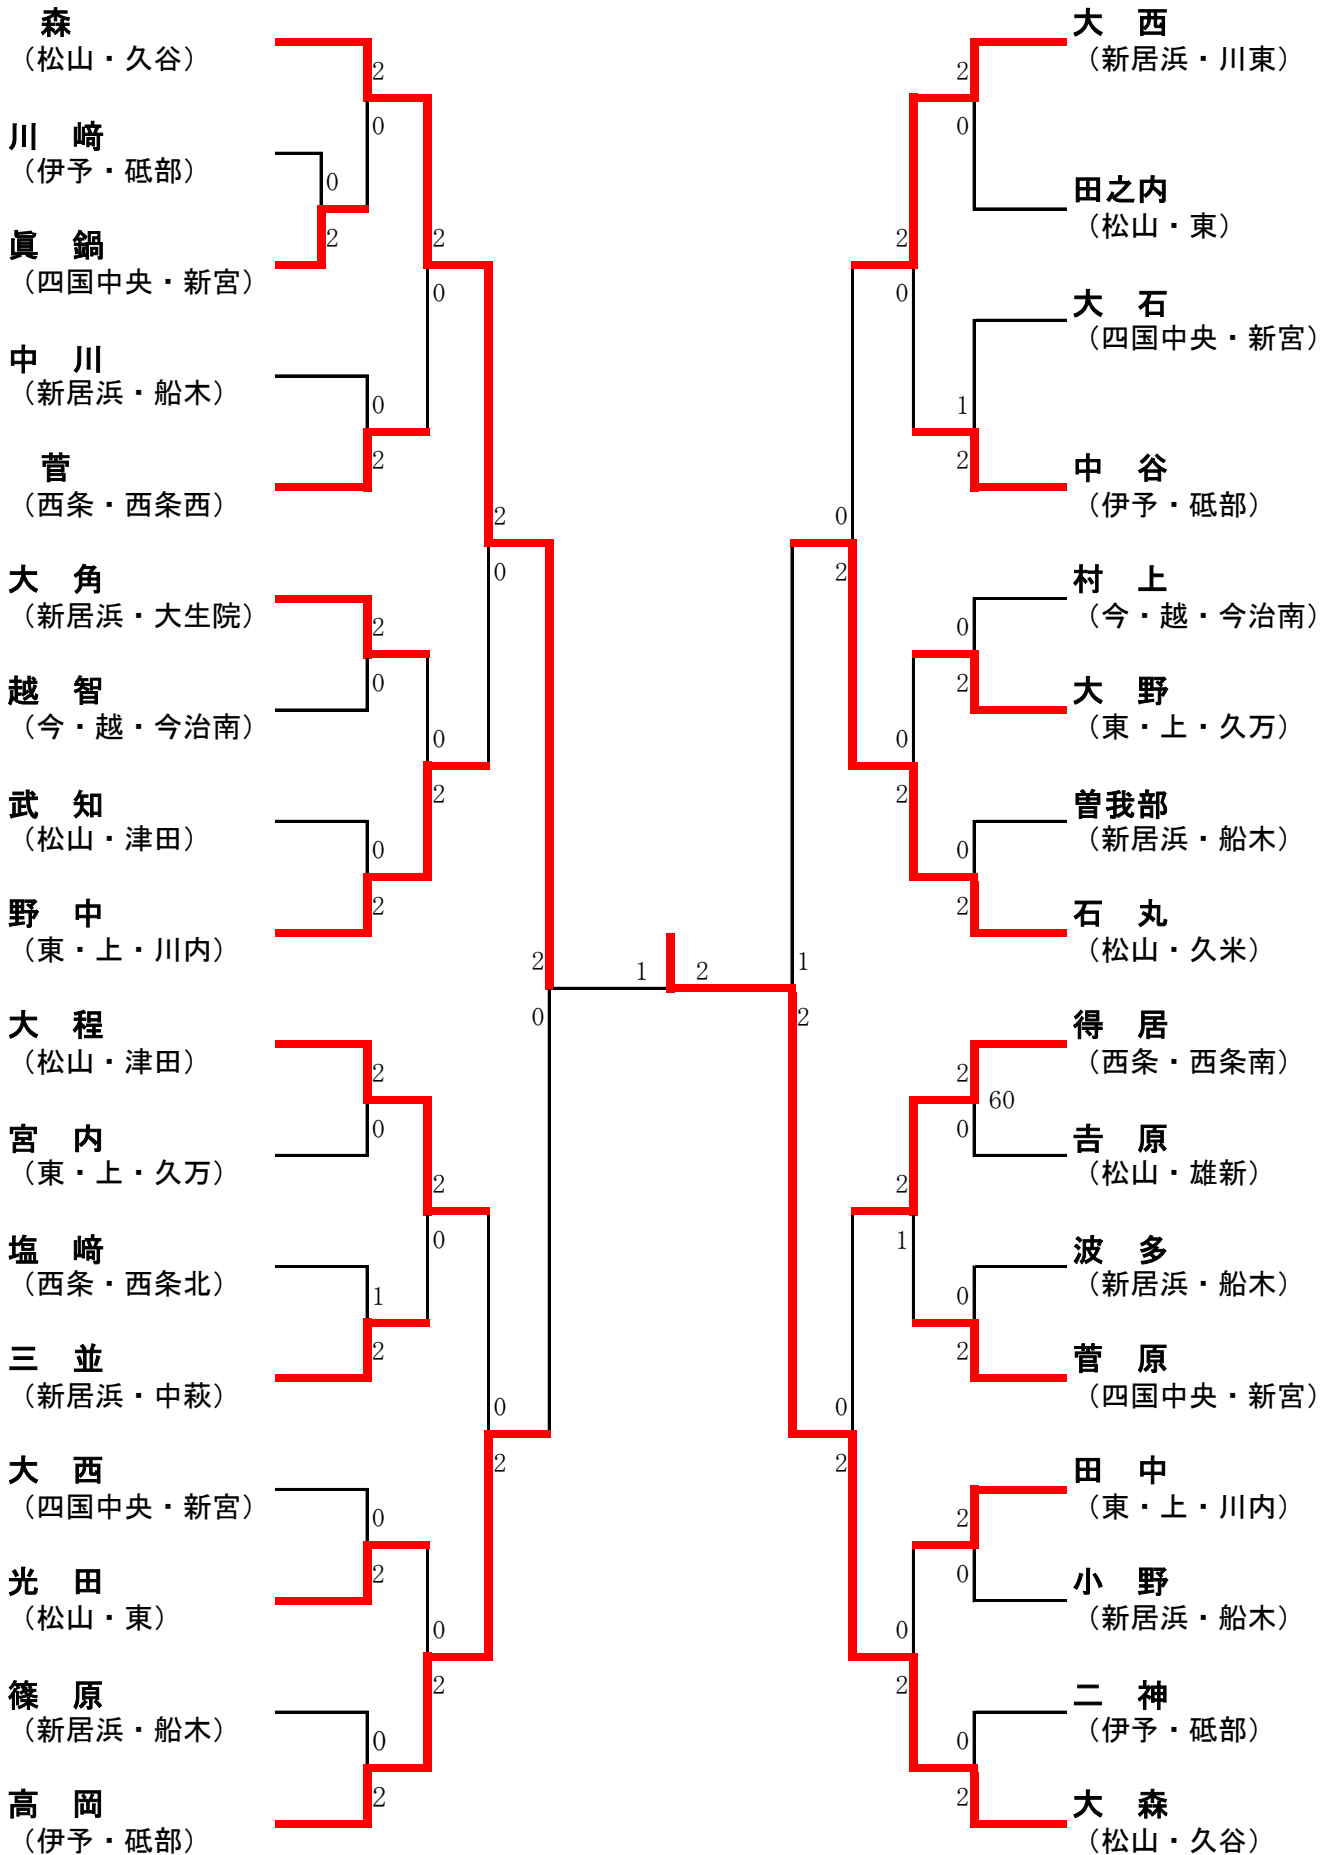 森
（松山・久谷）
2
0
川　﨑
（伊予・砥部）
0
2
眞　鍋
（四国中央・新宮）
2
0
中　川
（新居浜・船木）
0
2
菅
（西条・西条西）
2
0
大　角
（新居浜・大生院）
2
0
越　智
（今・越・今治南）
0
2
武　知
（松山・津田）
0
2
野　中
（東・上・川内）
2
0
1
2
大　程
（松山・津田）
2
0
宮　内
（東・上・久万）
2
0
塩　﨑
（西条・西条北）
1
2
三　並
（新居浜・中萩）
0
2
大　西
（四国中央・新宮）
0
2
光　田
（松山・東）
0
2
篠　原
（新居浜・船木）
0
2
高　岡
（伊予・砥部）
大　西
（新居浜・川東）
2
0
田之内
（松山・東）
2
0
大　石
（四国中央・新宮）
1
2
中　谷
（伊予・砥部）
0
2
村　上
（今・越・今治南）
0
2
大　野
（東・上・久万）
0
2
曽我部
（新居浜・船木）
0
2
石　丸
（松山・久米）
1
2
得　居
（西条・西条南）
2
60
0
𠮷　原
（松山・雄新）
2
1
波　多
（新居浜・船木）
0
2
菅　原
（四国中央・新宮）
0
2
田　中
（東・上・川内）
2
0
小　野
（新居浜・船木）
0
2
二　神
（伊予・砥部）
0
2
大　森
（松山・久谷）